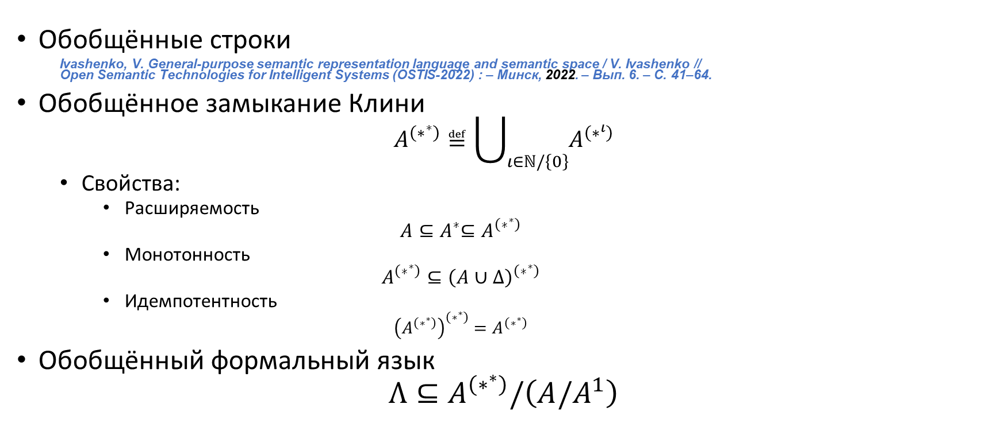 • Обобщённые строки
Ivashenko, V. General-purpose semantic representation language and semantic space / V. Ivashenko //
Open Semantic Technologies for Intelligent Systems (OSTIS-2022) : – Минск, 2022. – Вып. 6. – С. 41–64.
• Обобщённое замыкание Клини
$A^{(*^*)} \overset{\text{def}}{=} \bigcup_{\iota \in \mathbb{N}/\{0\}} A^{(*^\iota)}$
• Свойства:
• Расширяемость
$A \subseteq A^* \subseteq A^{(*^*)}$
• Монотонность
$A^{(*^*)} \subseteq (A \cup \Delta)^{(*^*)}$
• Идемпотентность
$\left(A^{(*^*)}\right)^{(*^*)} = A^{(*^*)}$
• Обобщённый формальный язык
$\Lambda \subseteq A^{(*^*)}/(A/A^1)$